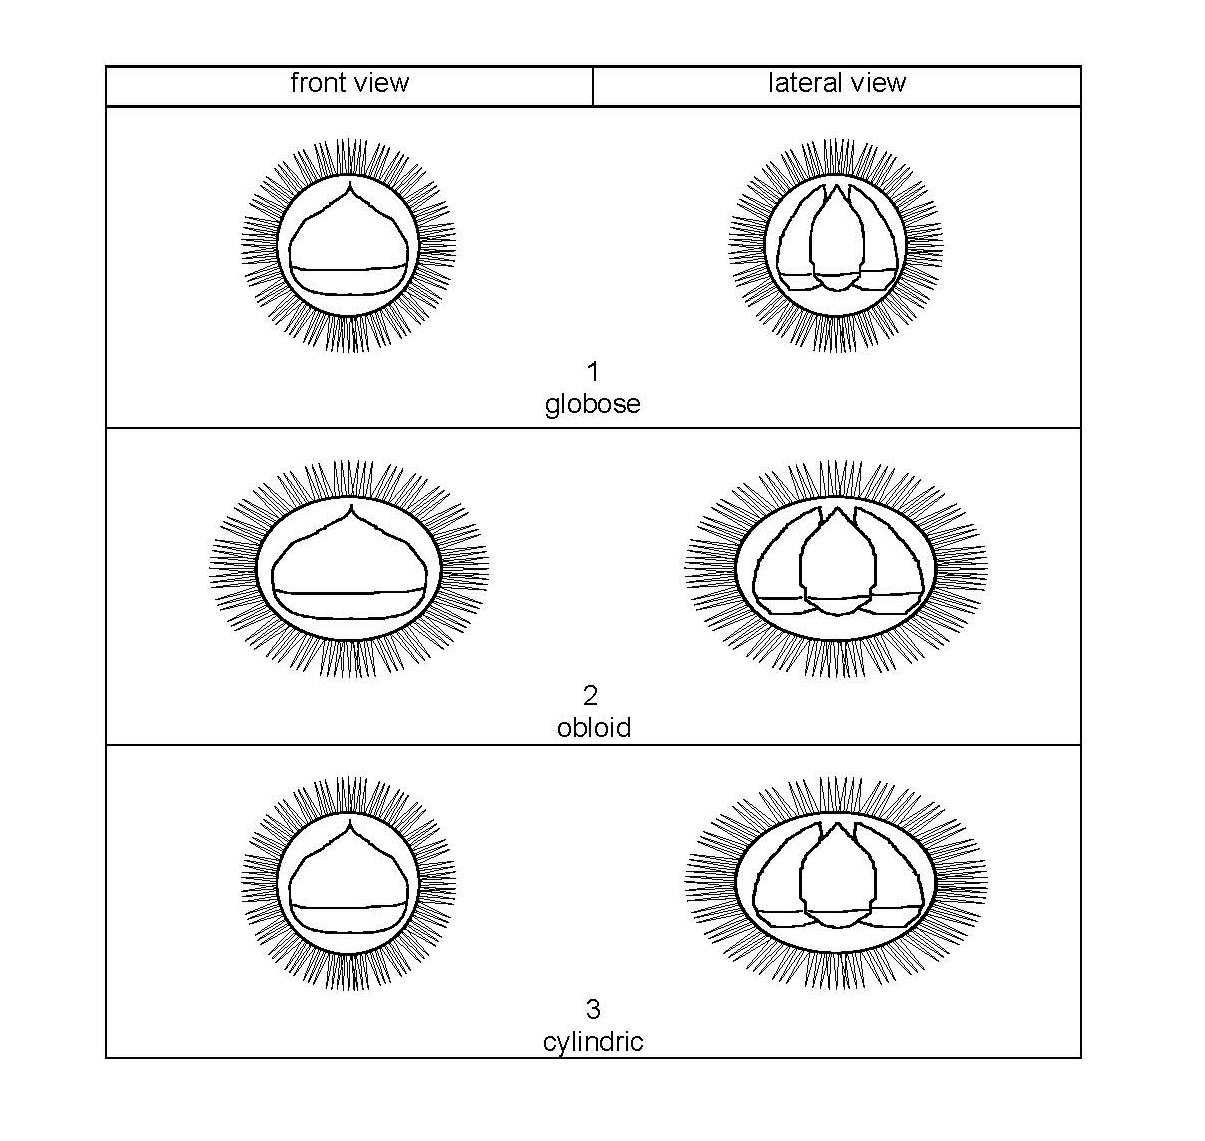 front view
lateral view
1
globose
2
obloid
3
cylindric